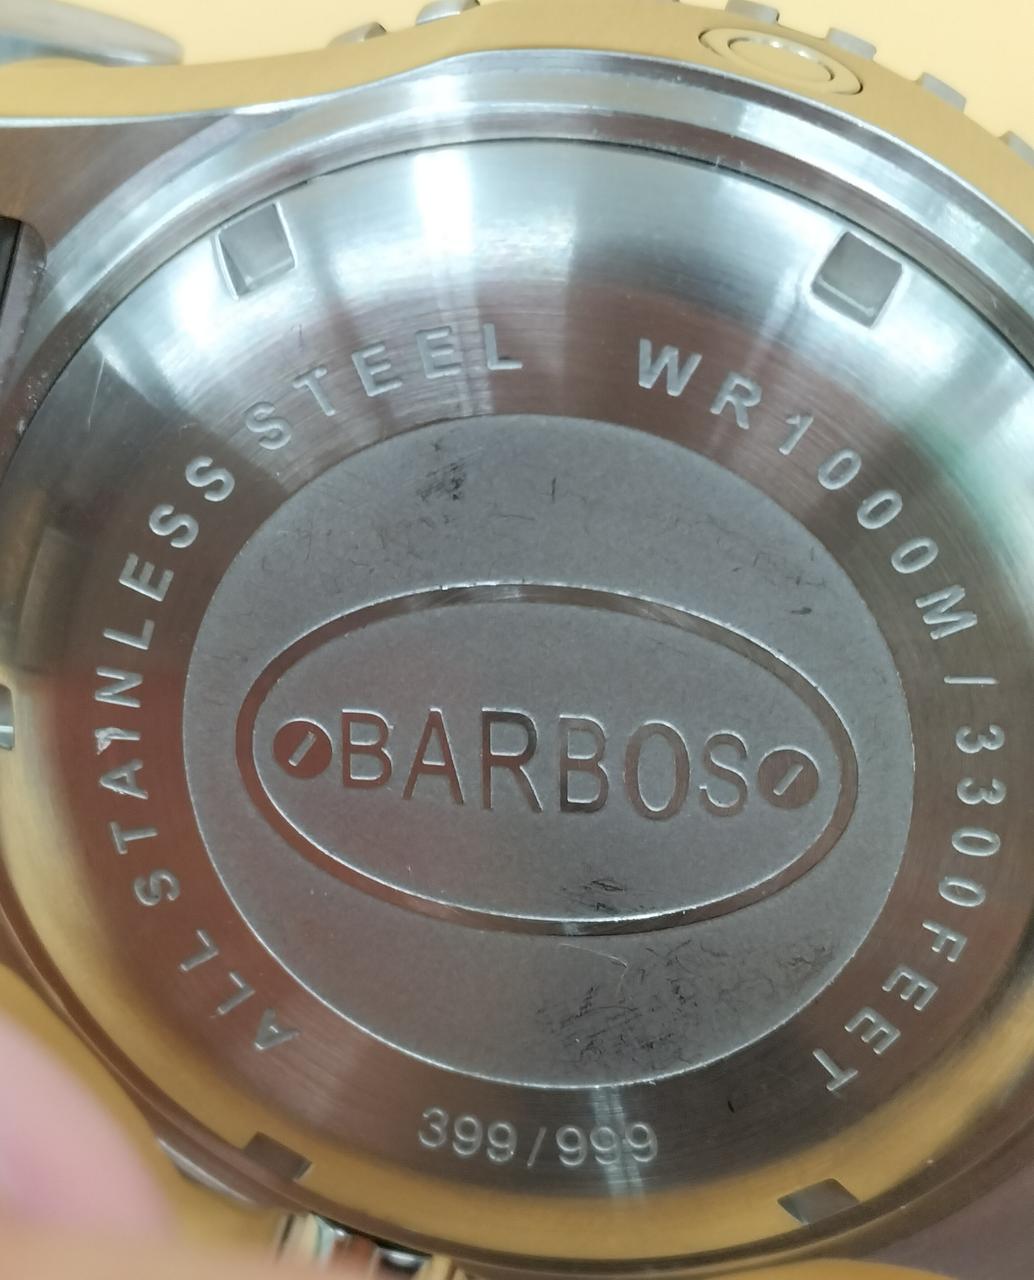 ALL STAINLESS STEEL WR1000M/3300FEET
BARBOS
399/999